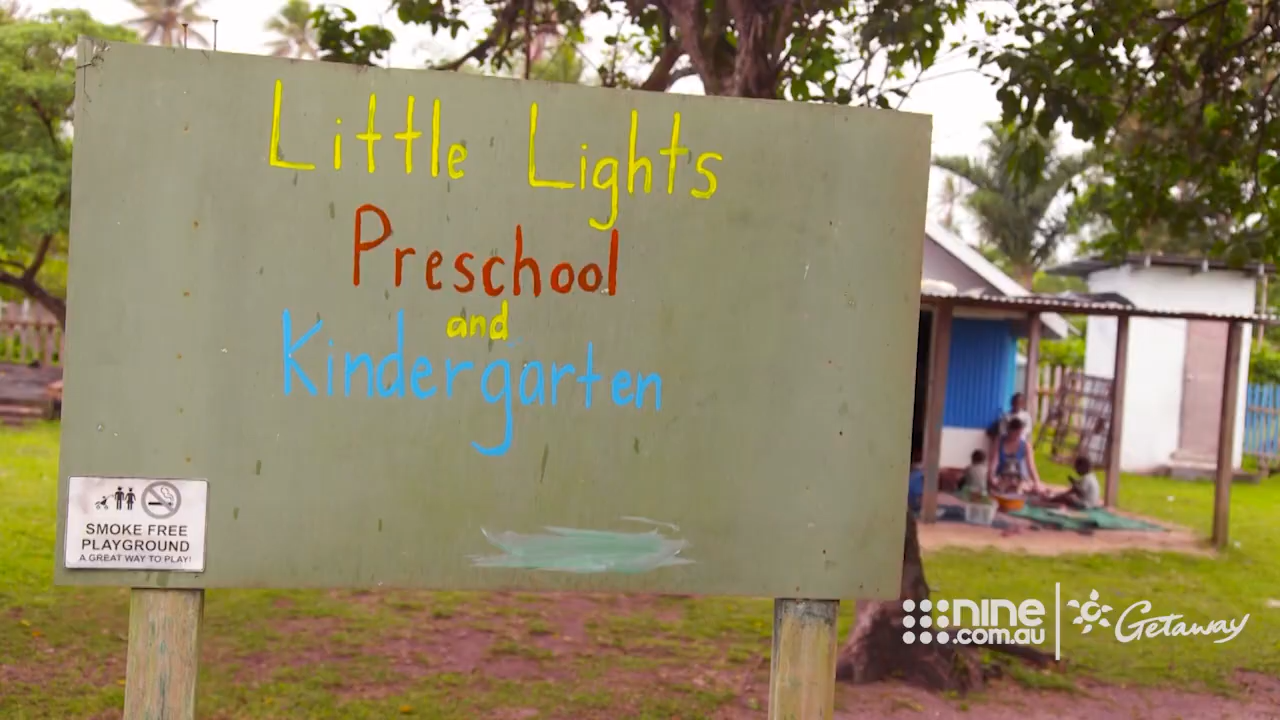 Little Lights
Preschool
and
Kindergarten
SMOKE FREE
PLAYGROUND
A GREAT WAY TO PLAY!
nine
.com.au
Getaway